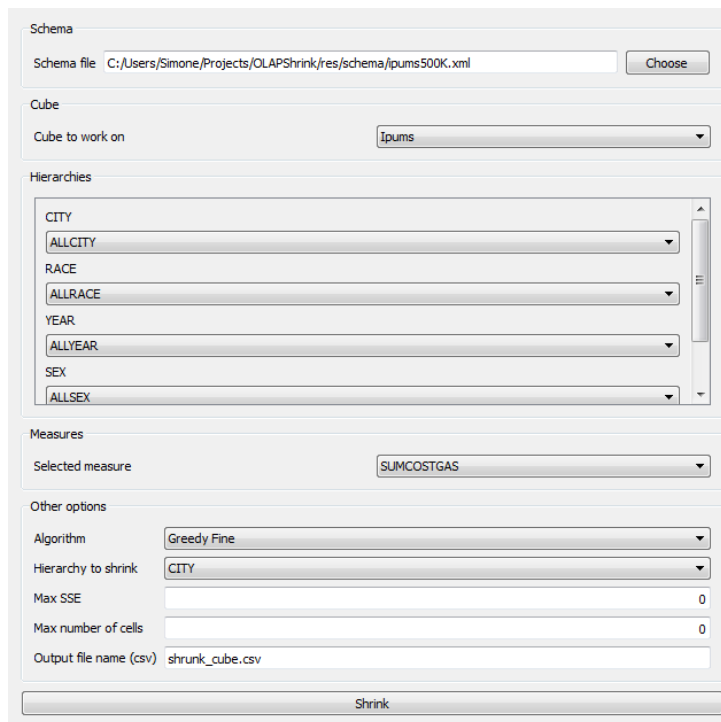 Schema
Schema file C:/Users/Simone/Projects/OLAPShrink/res/schema/ipums500K.xml Choose
Cube
Cube to work on Ipums
Hierarchies
CITY
ALLCITY
RACE
ALLRACE
YEAR
ALLYEAR
SEX
ALLSEX
Measures
Selected measure SUMCOSTGAS
Other options
Algorithm Greedy Fine
Hierarchy to shrink CITY
Max SSE 0
Max number of cells 0
Output file name (csv) shrunk_cube.csv
Shrink